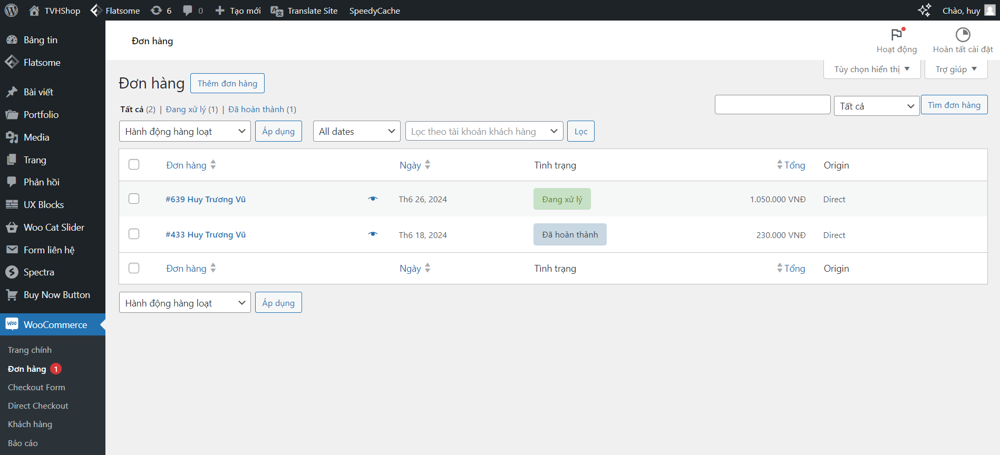 TVHShop Flatsome 6 0 Tạo mới Translate Site SpeedyCache Chào, huy
Bảng tin
Flatsome
Bài viết
Portfolio
Media
Trang
Phản hồi
UX Blocks
Woo Cat Slider
Form liên hệ
Spectra
Buy Now Button
Woo WooCommerce
Trang chính
Đơn hàng 1
Checkout Form
Direct Checkout
Khách hàng
Báo cáo
Đơn hàng
Hoạt động Hoàn tất cài đặt
Tùy chọn hiển thị Trợ giúp
Đơn hàng Thêm đơn hàng
Tất cả (2) | Đang xử lý (1) | Đã hoàn thành (1)
Tất cả Tìm đơn hàng
Hành động hàng loạt Áp dụng All dates Lọc theo tài khoản khách hàng Lọc
Đơn hàng Ngày Tình trạng Tổng Origin
#639 Huy Trương Vũ Th6 26, 2024 Đang xử lý 1.050.000 VNĐ Direct
#433 Huy Trương Vũ Th6 18, 2024 Đã hoàn thành 230.000 VNĐ Direct
Đơn hàng Ngày Tình trạng Tổng Origin
Hành động hàng loạt Áp dụng